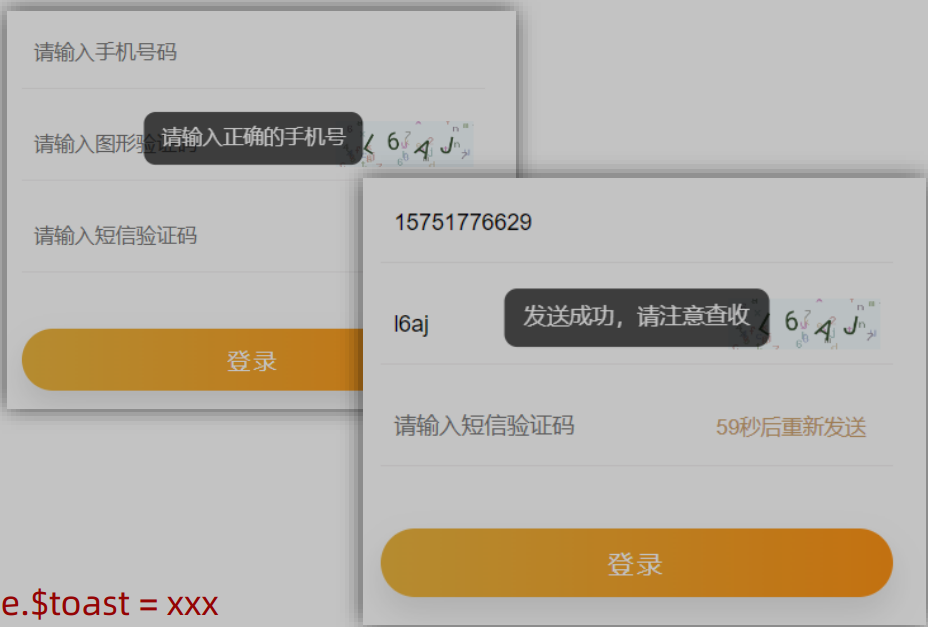 请输入手机号码
请输入图形验证码
请输入正确的手机号
6AJ
请输入短信验证码
登录
15751776629
l6aj
发送成功，请注意查收
L6AJ
请输入短信验证码
59秒后重新发送
登录
e.$toast = xxx